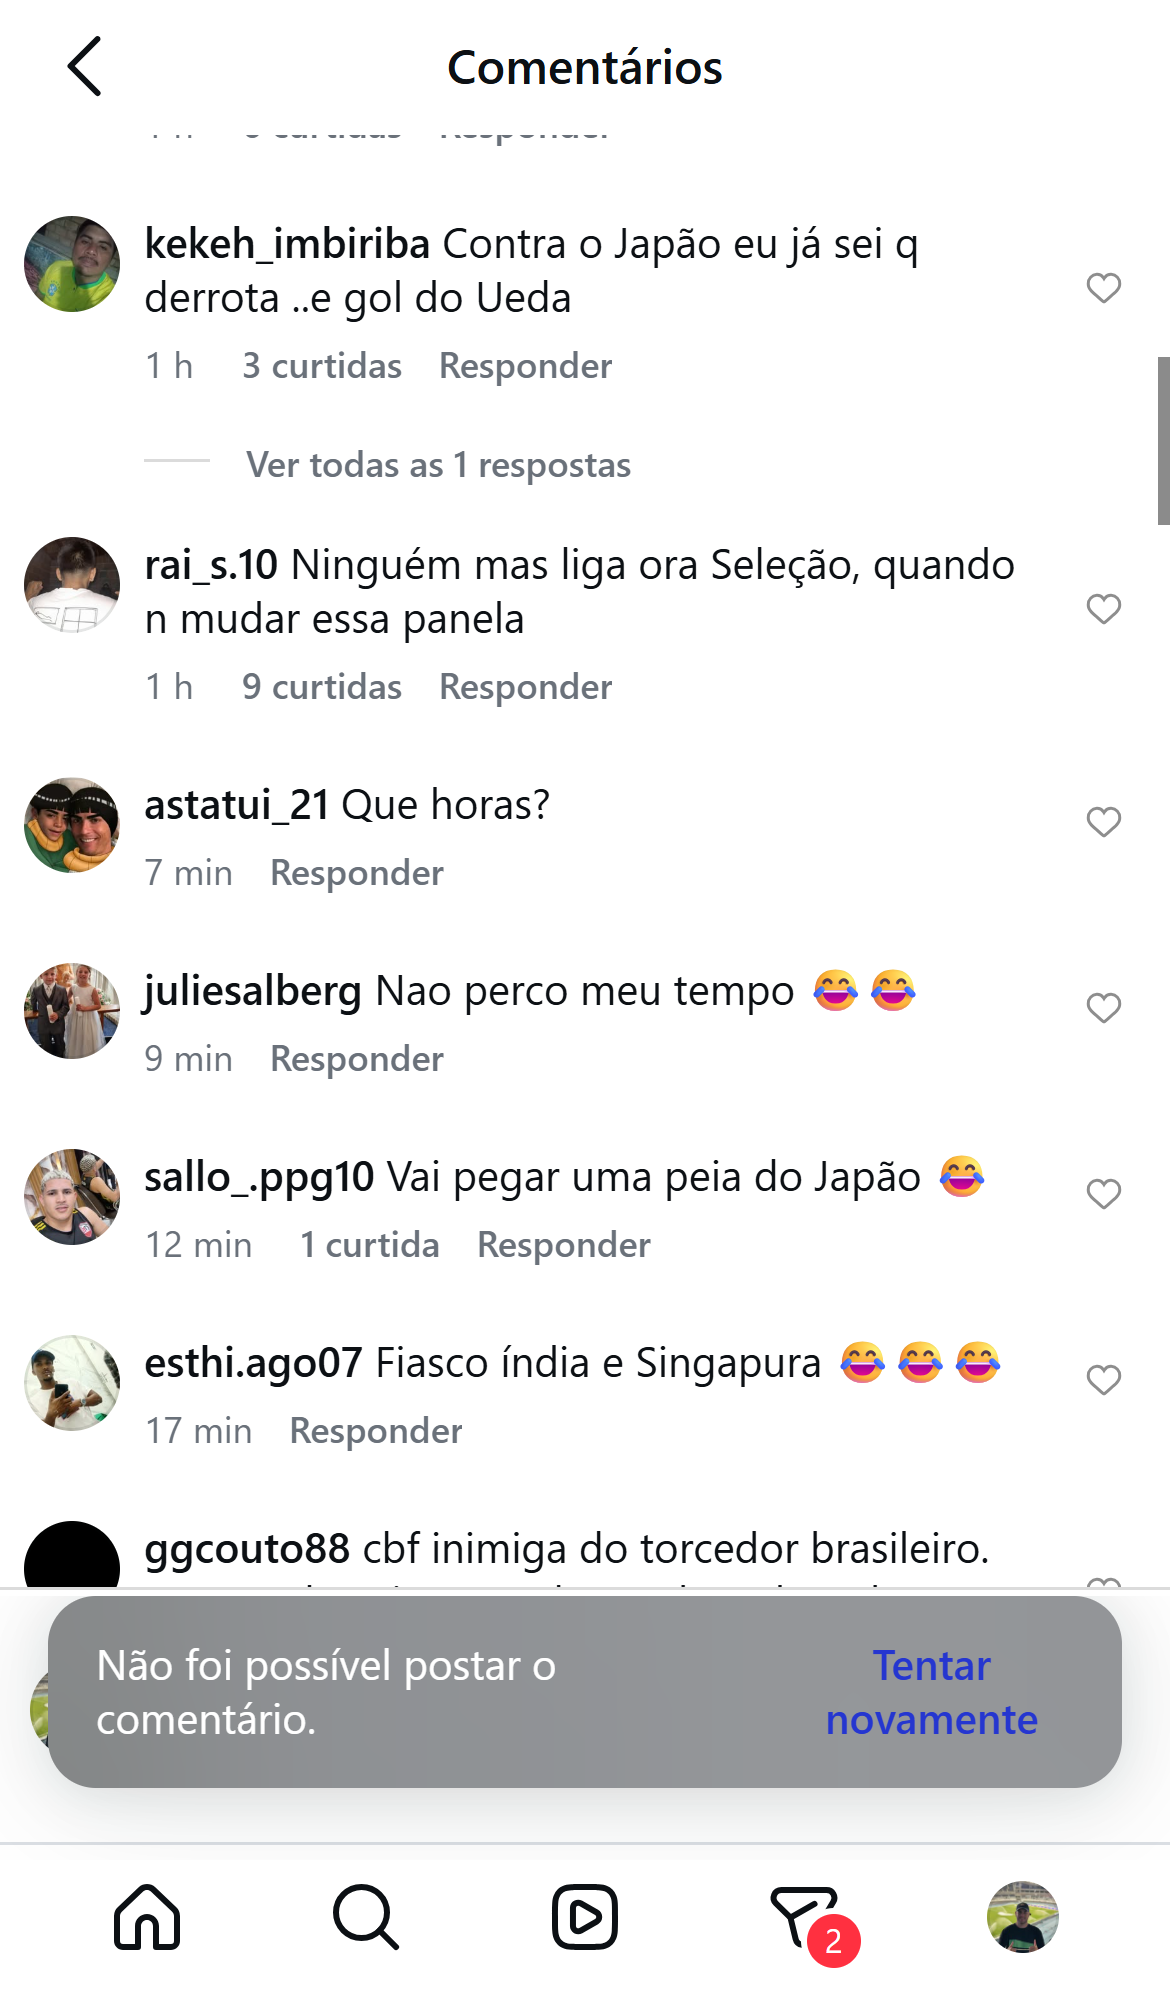 Comentários
kekeh_imbiriba Contra o Japão eu já sei q
derrota ..e gol do Ueda
1 h 3 curtidas Responder
Ver todas as 1 respostas
rai_s.10 Ninguém mas liga ora Seleção, quando
n mudar essa panela
1 h 9 curtidas Responder
astatui_21 Que horas?
7 min Responder
juliesalberg Nao perco meu tempo 😂😂
9 min Responder
sallo_.ppg10 Vai pegar uma peia do Japão 😂
12 min 1 curtida Responder
esthi.ago07 Fiasco índia e Singapura 😂😂😂
17 min Responder
ggcouto88 cbf inimiga do torcedor brasileiro.
Não foi possível postar o
comentário.
Tentar
novamente
2